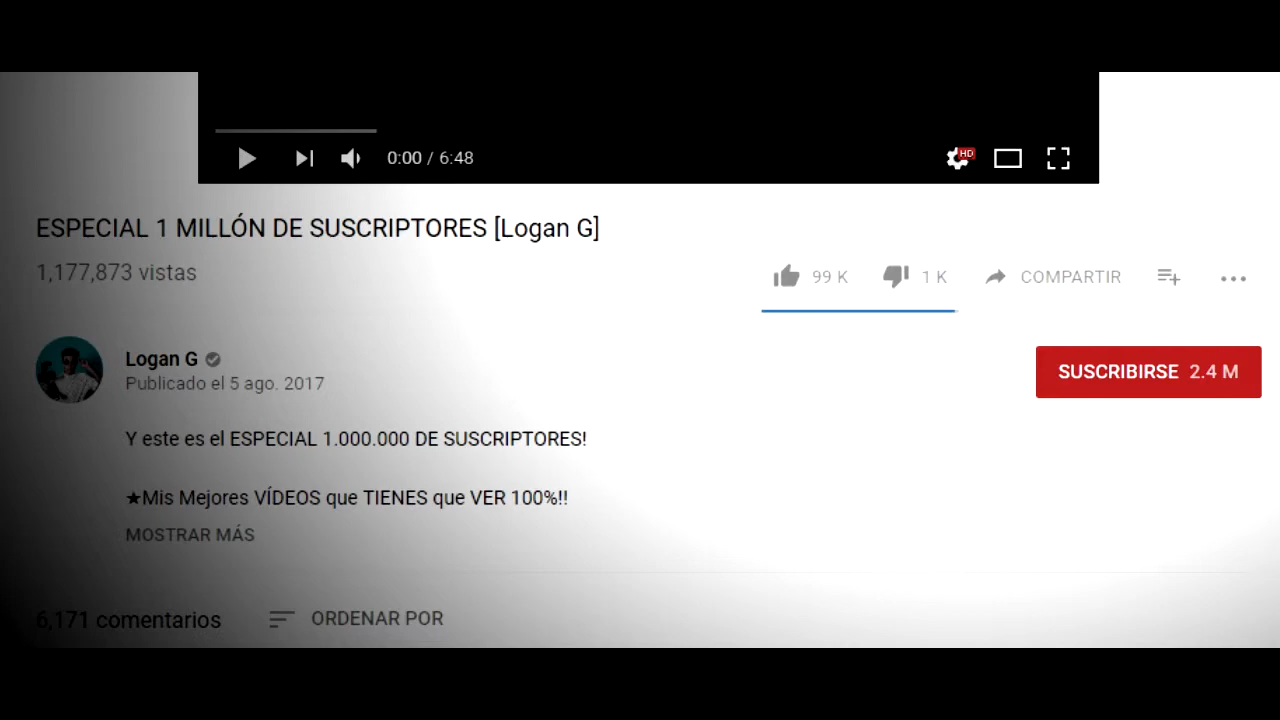 0:00 / 6:48
HD
ESPECIAL 1 MILLÓN DE SUSCRIPTORES [Logan G]
1,177,873 vistas
99 K
1 K
COMPARTIR
Logan G
Publicado el 5 ago. 2017
SUSCRIBIRSE 2.4 M
Y este es el ESPECIAL 1.000.000 DE SUSCRIPTORES!
★Mis Mejores VÍDEOS que TIENES que VER 100%!!
MOSTRAR MÁS
6,171 comentarios
ORDENAR POR